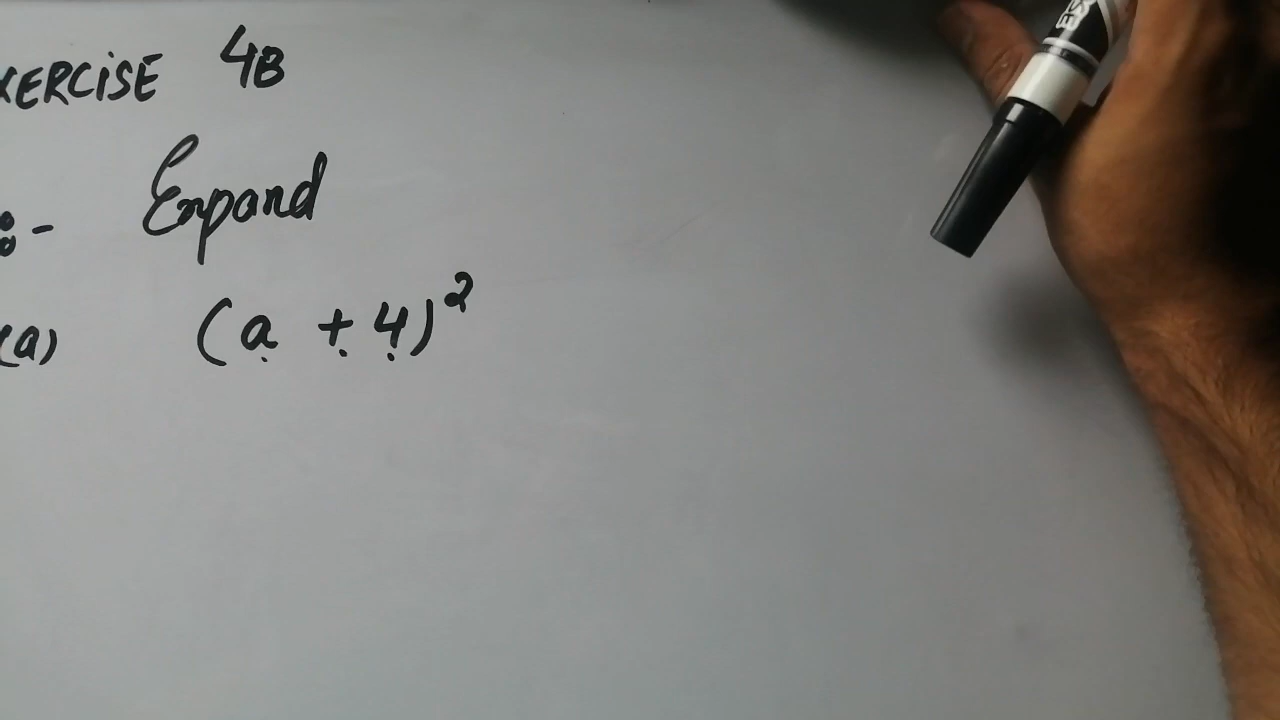 XERCISE 4B
:- Expand
(a) (a + 4)²